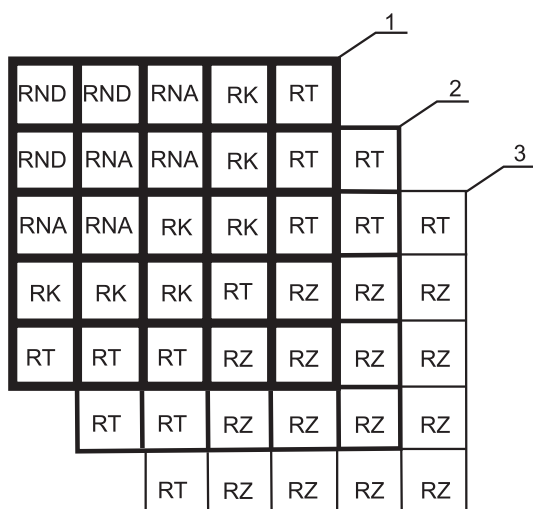 1
RND RND RNA RK RT
2
RND RNA RNA RK RT RT
3
RNA RNA RK RK RT RT RT
RK RK RK RT RZ RZ RZ
RT RT RT RZ RZ RZ RZ
RT RT RZ RZ RZ RZ
RT RZ RZ RZ RZ